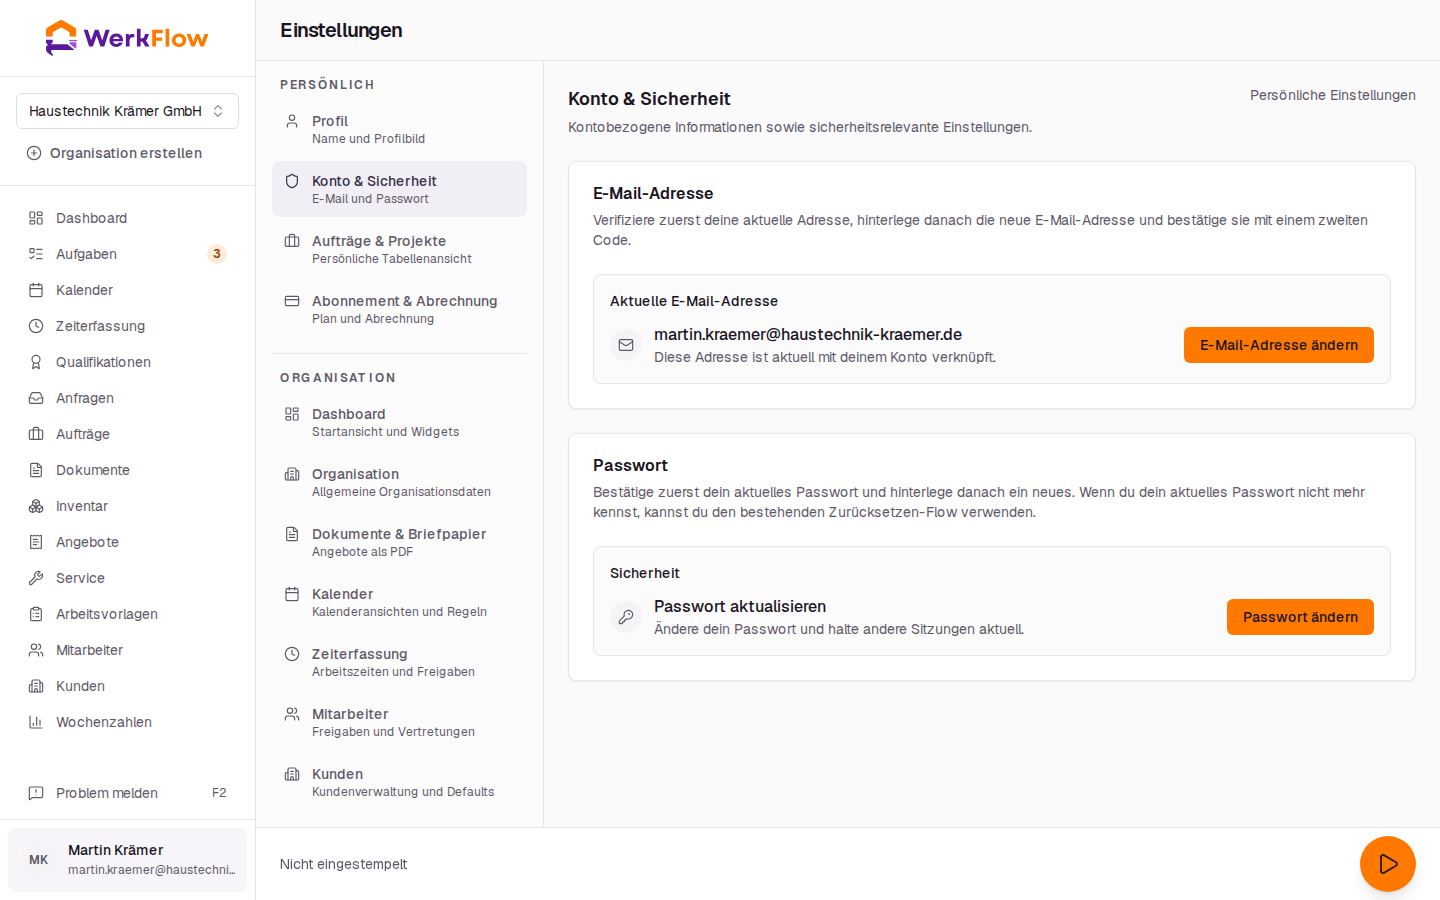 WerkFlow
Haustechnik Krämer GmbH
Organisation erstellen
Dashboard
Aufgaben 3
Kalender
Zeiterfassung
Qualifikationen
Anfragen
Aufträge
Dokumente
Inventar
Angebote
Service
Arbeitsvorlagen
Mitarbeiter
Kunden
Wochenzahlen
Problem melden F2
MK
Martin Krämer
martin.kraemer@haustechni...
Einstellungen
PERSÖNLICH
Profil
Name und Profilbild
Konto & Sicherheit
E-Mail und Passwort
Aufträge & Projekte
Persönliche Tabellenansicht
Abonnement & Abrechnung
Plan und Abrechnung
ORGANISATION
Dashboard
Startansicht und Widgets
Organisation
Allgemeine Organisationsdaten
Dokumente & Briefpapier
Angebote als PDF
Kalender
Kalenderansichten und Regeln
Zeiterfassung
Arbeitszeiten und Freigaben
Mitarbeiter
Freigaben und Vertretungen
Kunden
Kundenverwaltung und Defaults
Konto & Sicherheit
Persönliche Einstellungen
Kontobezogene Informationen sowie sicherheitsrelevante Einstellungen.
E-Mail-Adresse
Verifiziere zuerst deine aktuelle Adresse, hinterlege danach die neue E-Mail-Adresse und bestätige sie mit einem zweiten
Code.
Aktuelle E-Mail-Adresse
martin.kraemer@haustechnik-kraemer.de
Diese Adresse ist aktuell mit deinem Konto verknüpft.
E-Mail-Adresse ändern
Passwort
Bestätige zuerst dein aktuelles Passwort und hinterlege danach ein neues. Wenn du dein aktuelles Passwort nicht mehr
kennst, kannst du den bestehenden Zurücksetzen-Flow verwenden.
Sicherheit
Passwort aktualisieren
Ändere dein Passwort und halte andere Sitzungen aktuell.
Passwort ändern
Nicht eingestempelt